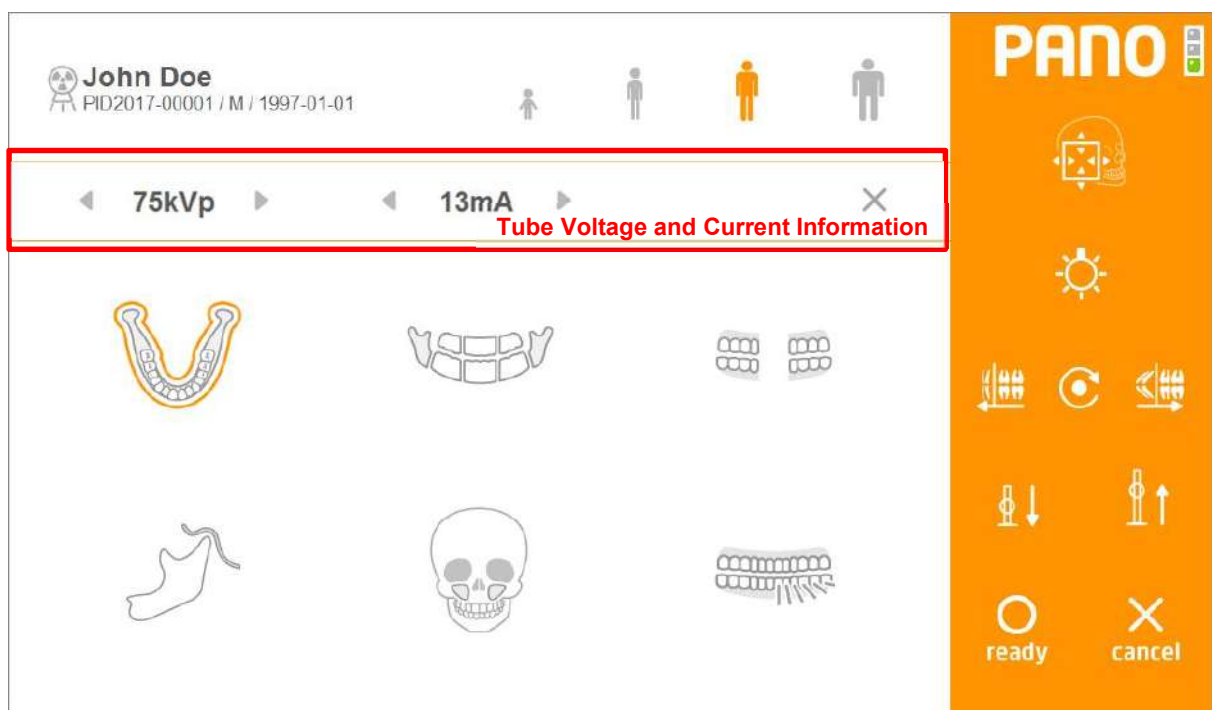 John Doe
PID2017-00001 / M / 1997-01-01
PANO
75kVp
13mA
Tube Voltage and Current Information
ready
cancel